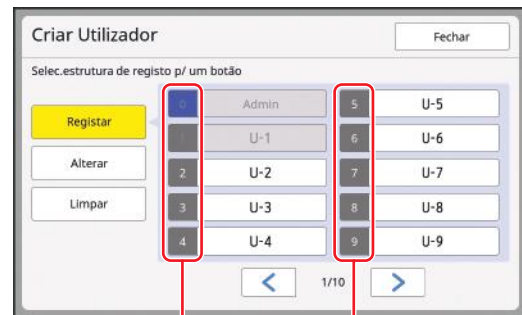 Criar Utilizador
Fechar
Selec.estrutura de registo p/ um botão
Registar
Alterar
Limpar
0 Admin
1 U-1
2 U-2
3 U-3
4 U-4
5 U-5
6 U-6
7 U-7
8 U-8
9 U-9
< 1/10 >